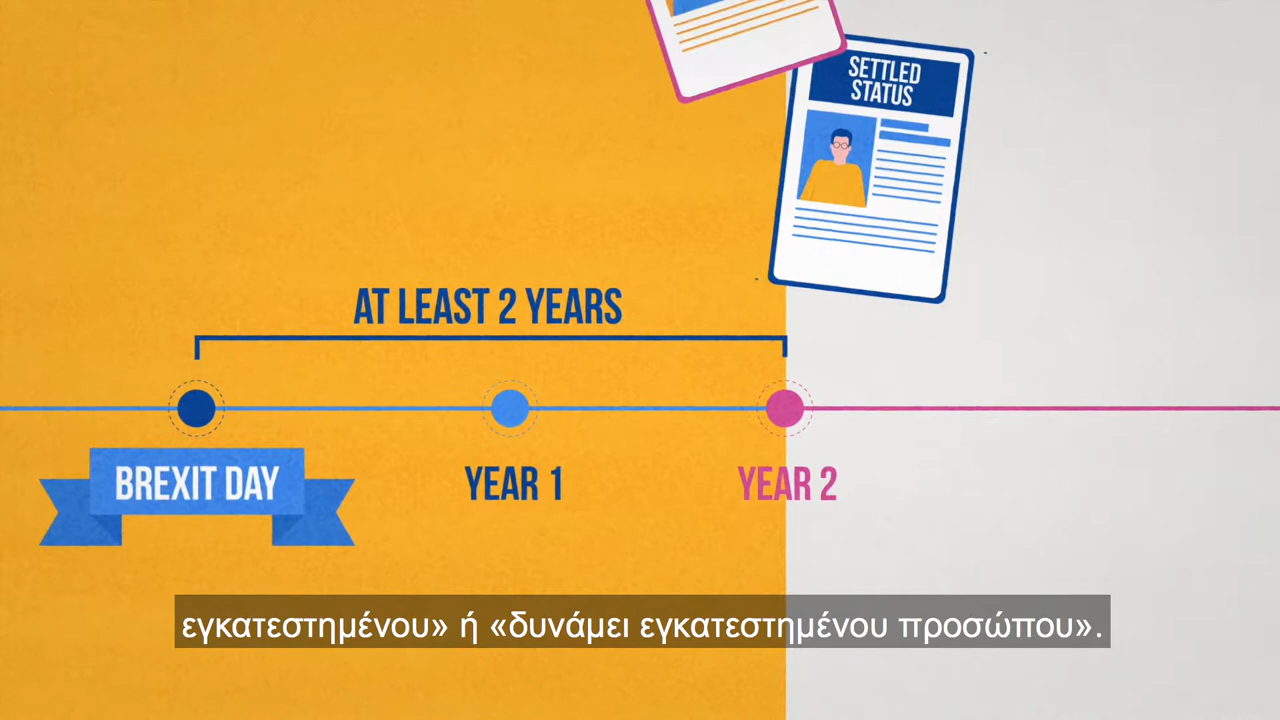 SETTLED
STATUS
AT LEAST 2 YEARS
BREXIT DAY
YEAR 1
YEAR 2
εγκατεστημένου» ή «δυνάμει εγκατεστημένου προσώπου».